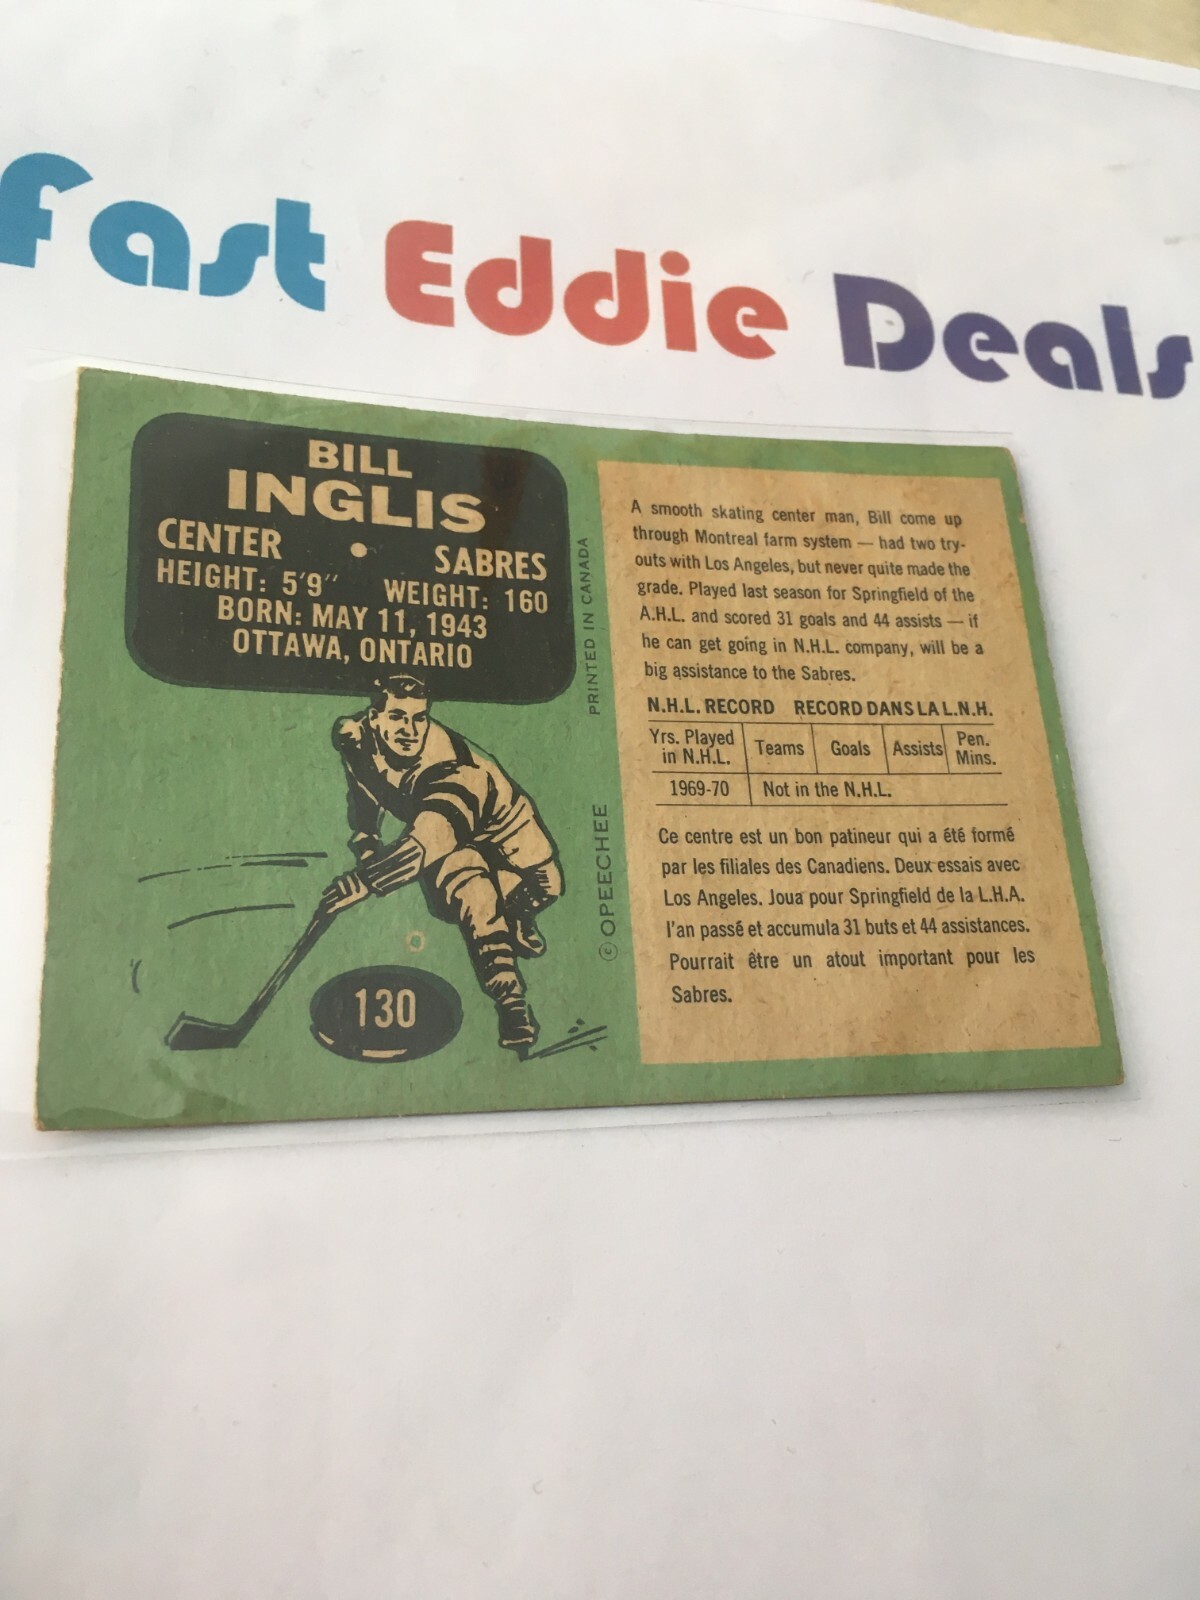 Fast Eddie Deals
BILL
INGLIS
CENTER • SABRES
HEIGHT: 5'9" WEIGHT: 160
BORN: MAY 11, 1943
OTTAWA, ONTARIO
130
PRINTED IN CANADA
© OPEECHEE
A smooth skating center man, Bill come up
through Montreal farm system — had two try-
outs with Los Angeles, but never quite made the
grade. Played last season for Springfield of the
A.H.L. and scored 31 goals and 44 assists — if
he can get going in N.H.L. company, will be a
big assistance to the Sabres.
N.H.L. RECORD RECORD DANS LA L.N.H.
Yrs. Played in N.H.L. Teams Goals Assists Pen. Mins.
1969-70 Not in the N.H.L.
Ce centre est un bon patineur qui a été formé
par les filiales des Canadiens. Deux essais avec
Los Angeles. Joua pour Springfield de la L.H.A.
l'an passé et accumula 31 buts et 44 assistances.
Pourrait être un atout important pour les
Sabres.